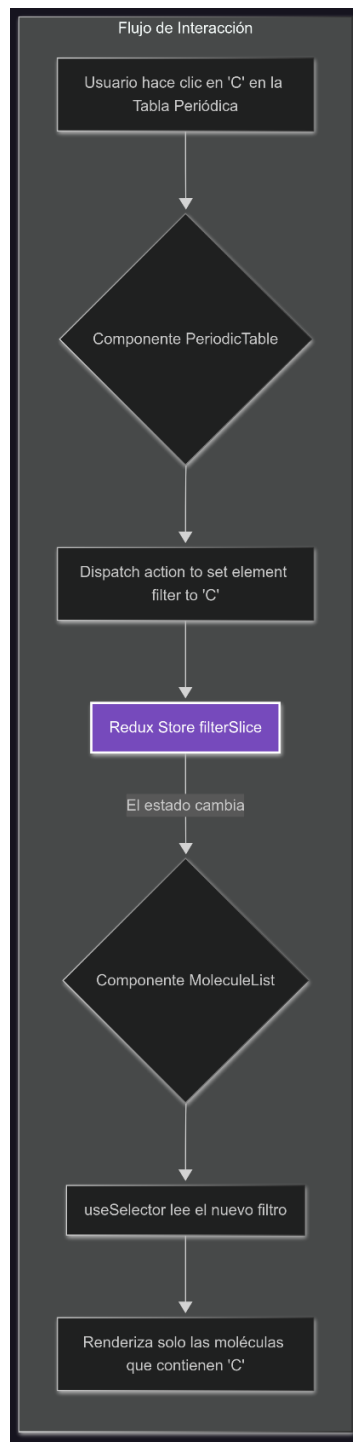 Flujo de Interacción
Usuario hace clic en 'C' en la
Tabla Periódica
Componente PeriodicTable
Dispatch action to set element
filter to 'C'
Redux Store filterSlice
El estado cambia
Componente MoleculeList
useSelector lee el nuevo filtro
Renderiza solo las moléculas
que contienen 'C'